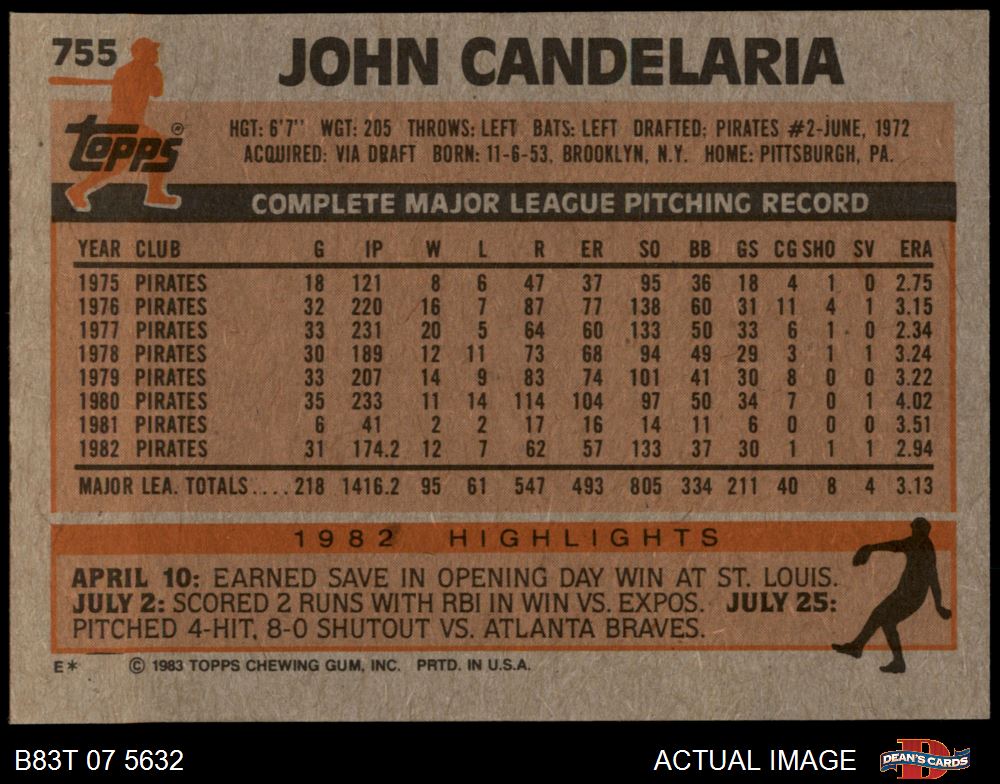 755 JOHN CANDELARIA
topps®
HGT: 6'7" WGT: 205 THROWS: LEFT BATS: LEFT DRAFTED: PIRATES #2-JUNE, 1972
ACQUIRED: VIA DRAFT BORN: 11-6-53, BROOKLYN, N.Y. HOME: PITTSBURGH, PA.
COMPLETE MAJOR LEAGUE PITCHING RECORD
YEAR CLUB G IP W L R ER SO BB GS CG SHO SV ERA
1975 PIRATES 18 121 8 6 47 37 95 36 18 4 1 0 2.75
1976 PIRATES 32 220 16 7 87 77 138 60 31 11 4 1 3.15
1977 PIRATES 33 231 20 5 64 60 133 50 33 6 1 0 2.34
1978 PIRATES 30 189 12 11 73 68 94 49 29 3 1 1 3.24
1979 PIRATES 33 207 14 9 83 74 101 41 30 8 0 0 3.22
1980 PIRATES 35 233 11 14 114 104 97 50 34 7 0 1 4.02
1981 PIRATES 6 41 2 2 17 16 14 11 6 0 0 0 3.51
1982 PIRATES 31 174.2 12 7 62 57 133 37 30 1 1 1 2.94
MAJOR LEA. TOTALS.... 218 1416.2 95 61 547 493 805 334 211 40 8 4 3.13
1982 HIGHLIGHTS
APRIL 10: EARNED SAVE IN OPENING DAY WIN AT ST. LOUIS.
JULY 2: SCORED 2 RUNS WITH RBI IN WIN VS. EXPOS. JULY 25:
PITCHED 4-HIT, 8-0 SHUTOUT VS. ATLANTA BRAVES.
E* © 1983 TOPPS CHEWING GUM, INC. PRTD. IN U.S.A.
B83T 07 5632 ACTUAL IMAGE DEAN'S CARDS